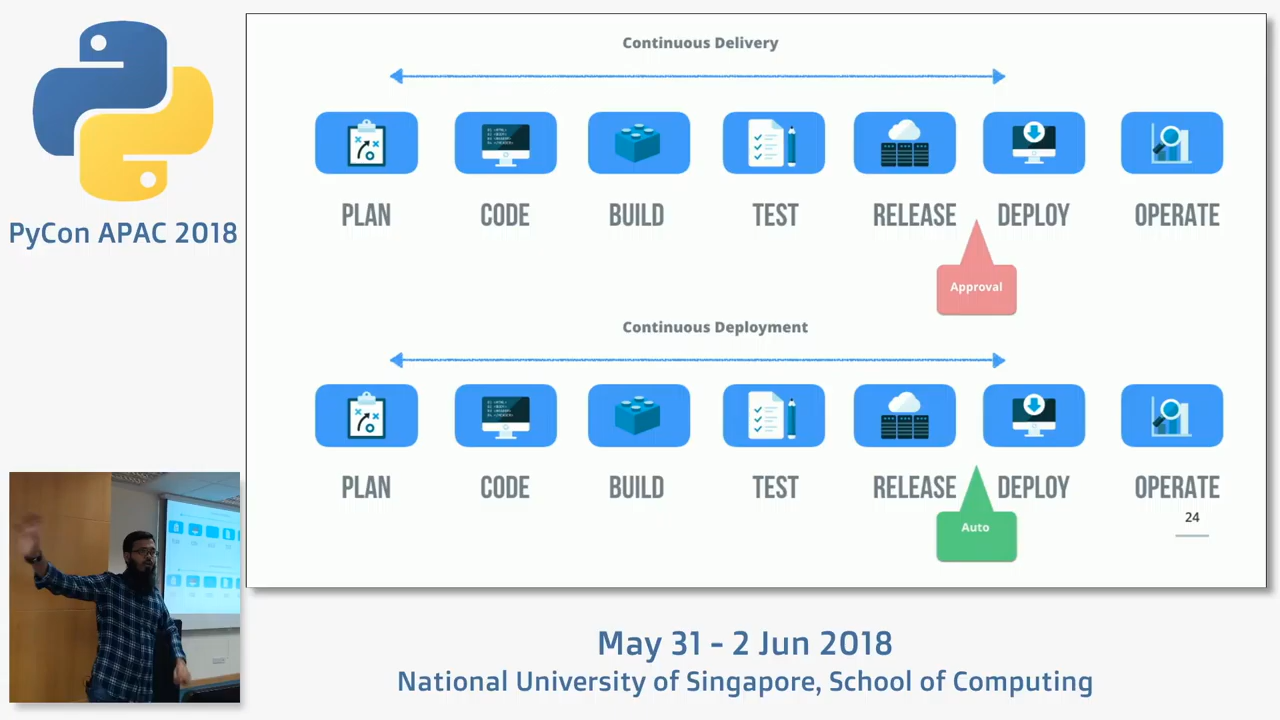 PyCon APAC 2018
Continuous Delivery
PLAN CODE BUILD TEST RELEASE DEPLOY OPERATE
Approval
Continuous Deployment
PLAN CODE BUILD TEST RELEASE DEPLOY OPERATE
24
Auto
May 31 - 2 Jun 2018
National University of Singapore, School of Computing